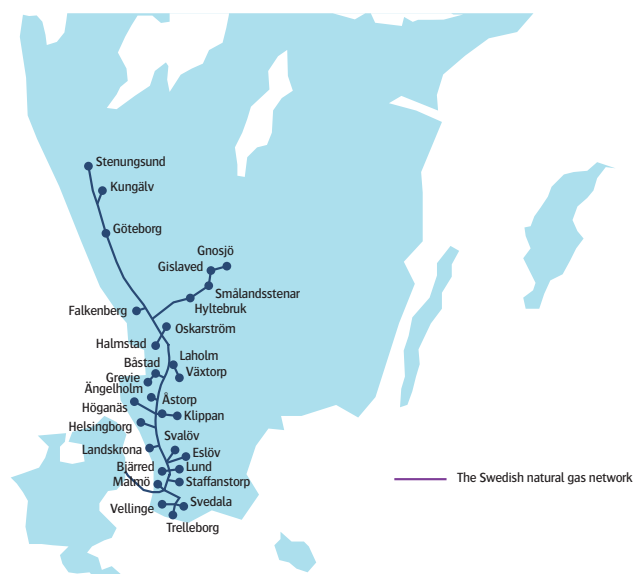 Stenungsund
Kungälv
Göteborg
Gnosjö
Gislaved
Smålandsstenar
Hyltebruk
Falkenberg
Oskarström
Halmstad
Laholm
Båstad
Växtorp
Grevie
Ängelholm
Åstorp
Höganäs
Klippan
Helsingborg
Svalöv
Landskrona
Eslöv
Bjärred
Lund
Malmö
Staffanstorp
The Swedish natural gas network
Svedala
Vellinge
Trelleborg